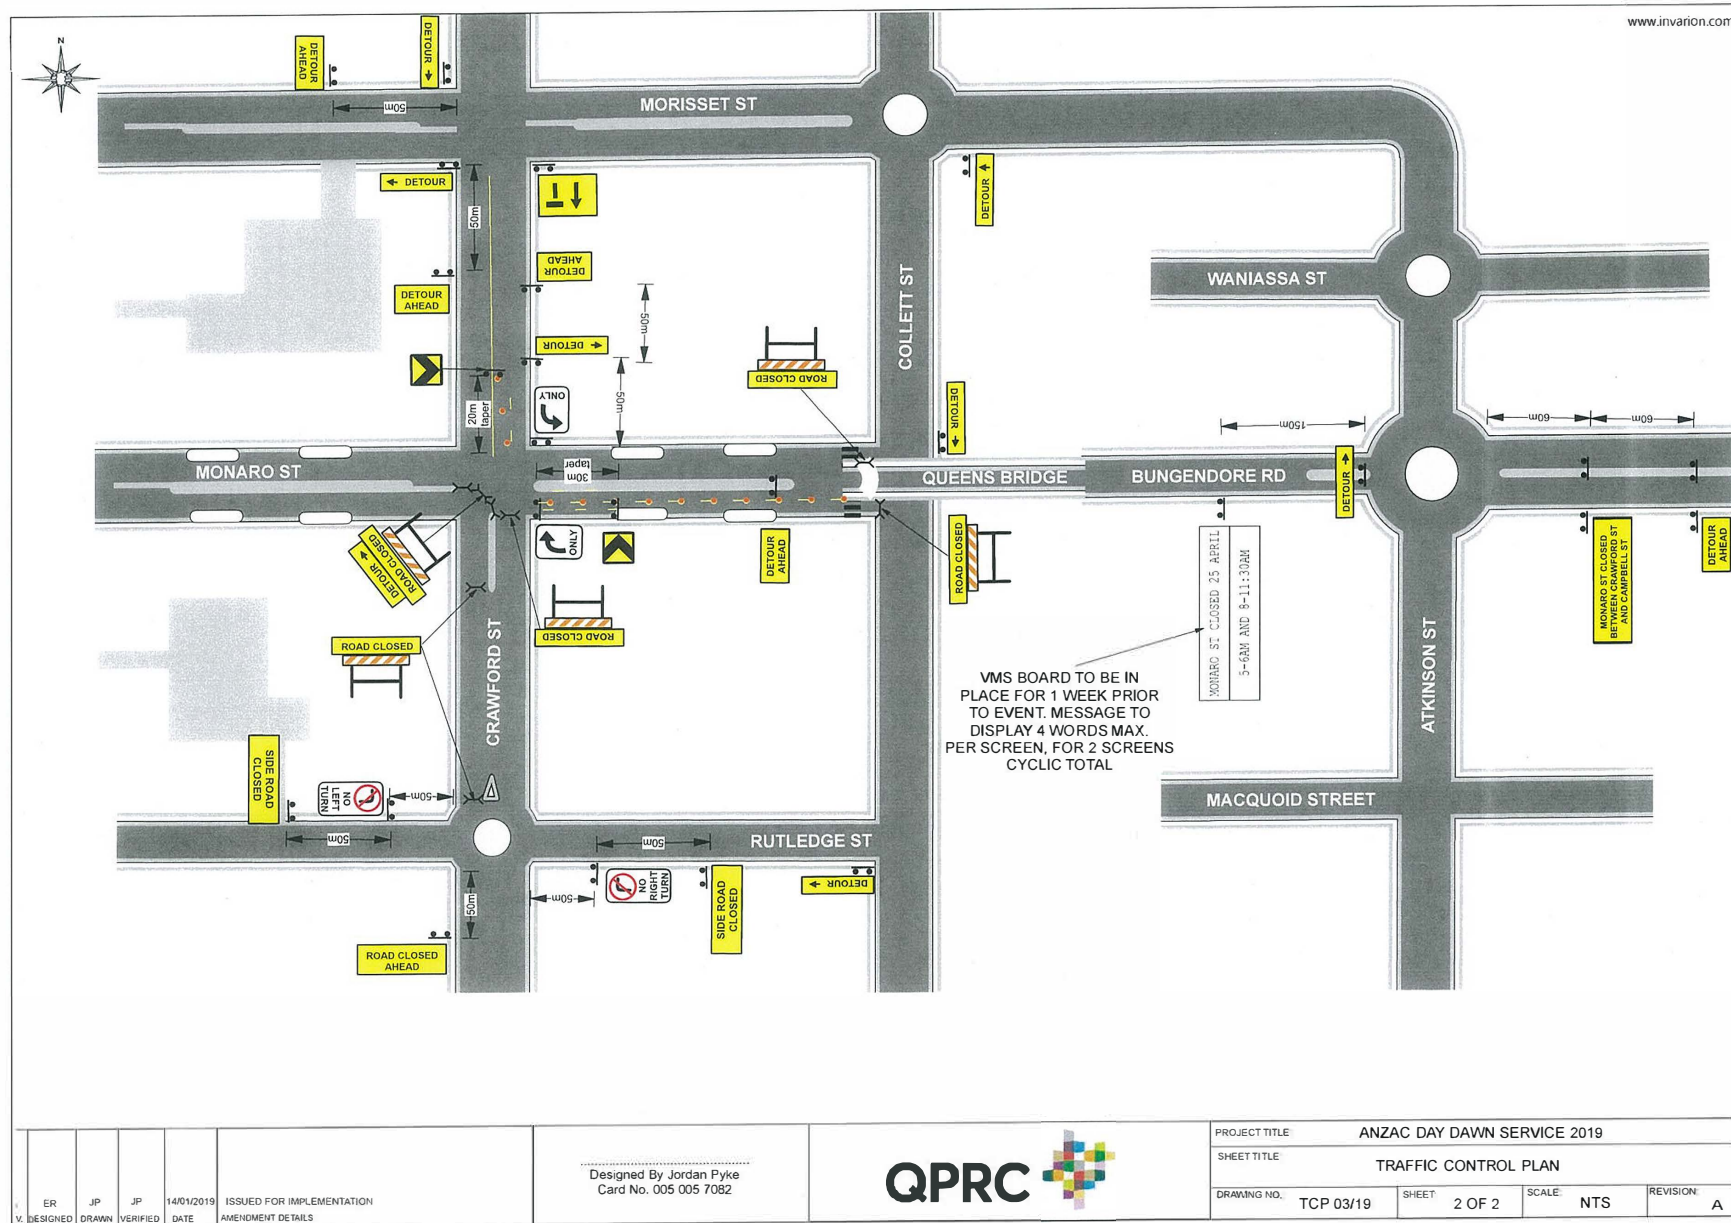 www.invarion.com
N
DETOUR
AHEAD
DETOUR
50m
MORISSET ST
DETOUR
50m
DETOUR
AHEAD
DETOUR
AHEAD
50m
DETOUR
DETOUR
COLLETT ST
WANIASSA ST
20m
taper
ONLY
50m
ROAD CLOSED
DETOUR
150m
60m
60m
MONARO ST
30m
taper
QUEENS BRIDGE
BUNGENDORE RD
DETOUR
ROAD CLOSED
DETOUR
ONLY
DETOUR
AHEAD
ROAD CLOSED
MONARO ST CLOSED 25 APRIL
5-6AM AND 8-11:30AM
MONARO ST CLOSED
BETWEEN CRAWFORD ST
AND CAMPBELL ST
DETOUR
AHEAD
ROAD CLOSED
ROAD CLOSED
CRAWFORD ST
ATKINSON ST
VMS BOARD TO BE IN
PLACE FOR 1 WEEK PRIOR
TO EVENT. MESSAGE TO
DISPLAY 4 WORDS MAX.
PER SCREEN, FOR 2 SCREENS
CYCLIC TOTAL
SIDE ROAD
CLOSED
NO
LEFT
TURN
50m
50m
MACQUOID STREET
50m
RUTLEDGE ST
50m
50m
NO
RIGHT
TURN
SIDE ROAD
CLOSED
DETOUR
ROAD CLOSED
AHEAD
ER JP JP 14/01/2019 ISSUED FOR IMPLEMENTATION
V. DESIGNED DRAWN VERIFIED DATE AMENDMENT DETAILS
Designed By Jordan Pyke
Card No. 005 005 7082
QPRC
PROJECT TITLE ANZAC DAY DAWN SERVICE 2019
SHEET TITLE TRAFFIC CONTROL PLAN
DRAWING NO. TCP 03/19 SHEET 2 OF 2 SCALE: NTS REVISION: A